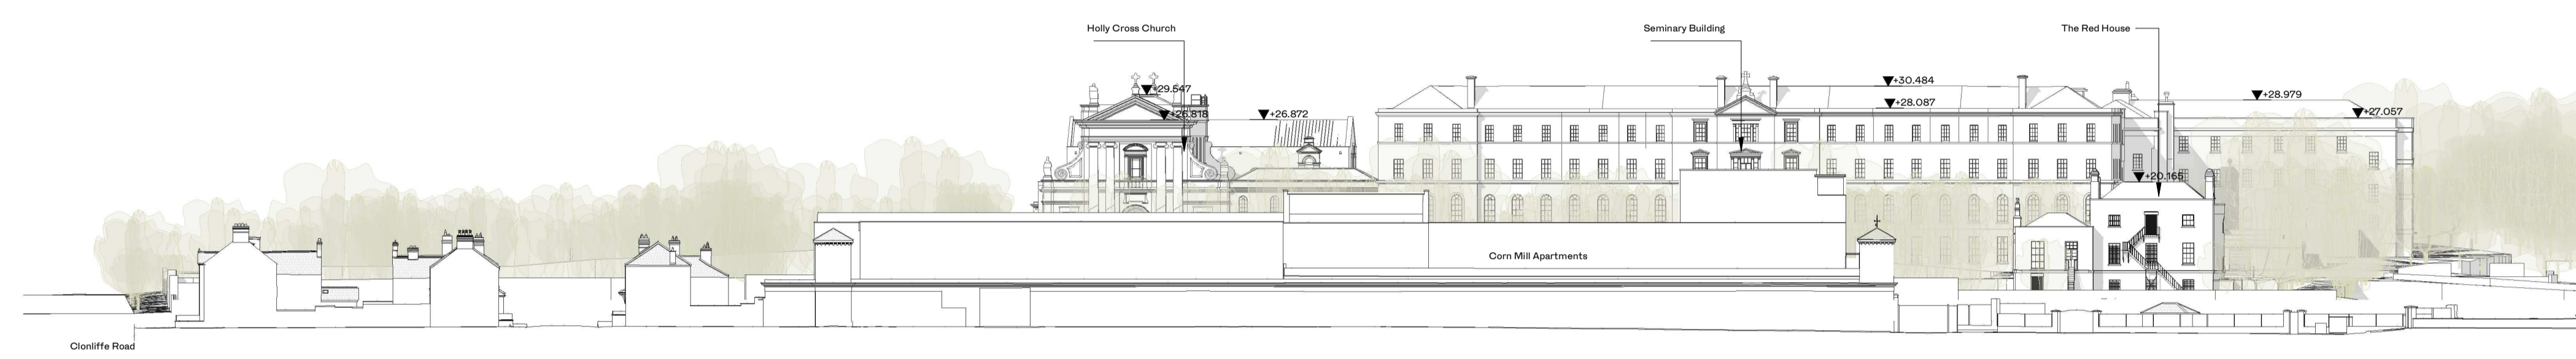 Holly Cross Church
Seminary Building
The Red House
+29.547
+26.818
+26.872
+30.484
+28.087
+28.979
+27.057
+20.165
Corn Mill Apartments
Clonliffe Road